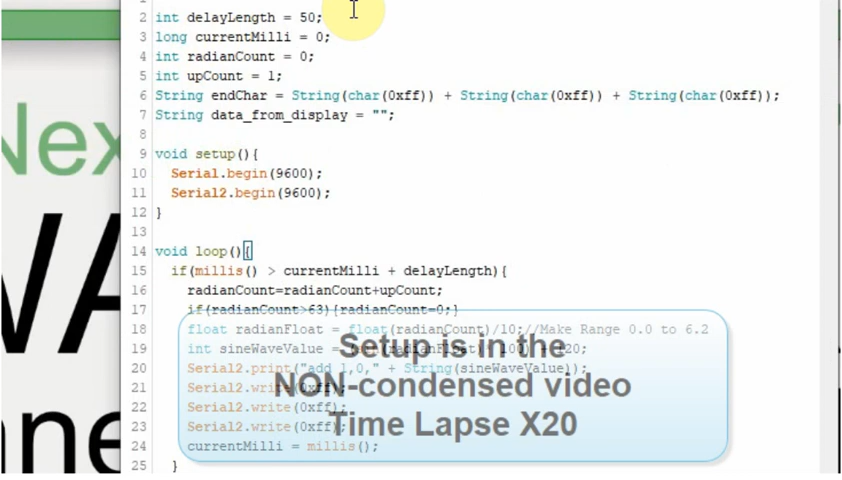 2 int delayLength = 50;
3 long currentMilli = 0;
4 int radianCount = 0;
5 int upCount = 1;
6 String endChar = String(char(0xff)) + String(char(0xff)) + String(char(0xff));
7 String data_from_display = "";
8
9 void setup(){
10 Serial.begin(9600);
11 Serial2.begin(9600);
12 }
13
14 void loop(){
15 if(millis() > currentMilli + delayLength){
16 radianCount=radianCount+upCount;
17 if(radianCount>63){radianCount=0;}
18 float radianFloat = float(radianCount)/10;//Make Range 0.0 to 6.2
19 int sineWaveValue = 120;
20 Serial2.print("add 1,0," + String(sineWaveValue));
21 Serial2.write(0xff);
22 Serial2.write(0xff);
23 Serial2.write(0xff);
24 currentMilli = millis();
25 }
Setup is in the
NON-condensed video
Time Lapse X20
Nex